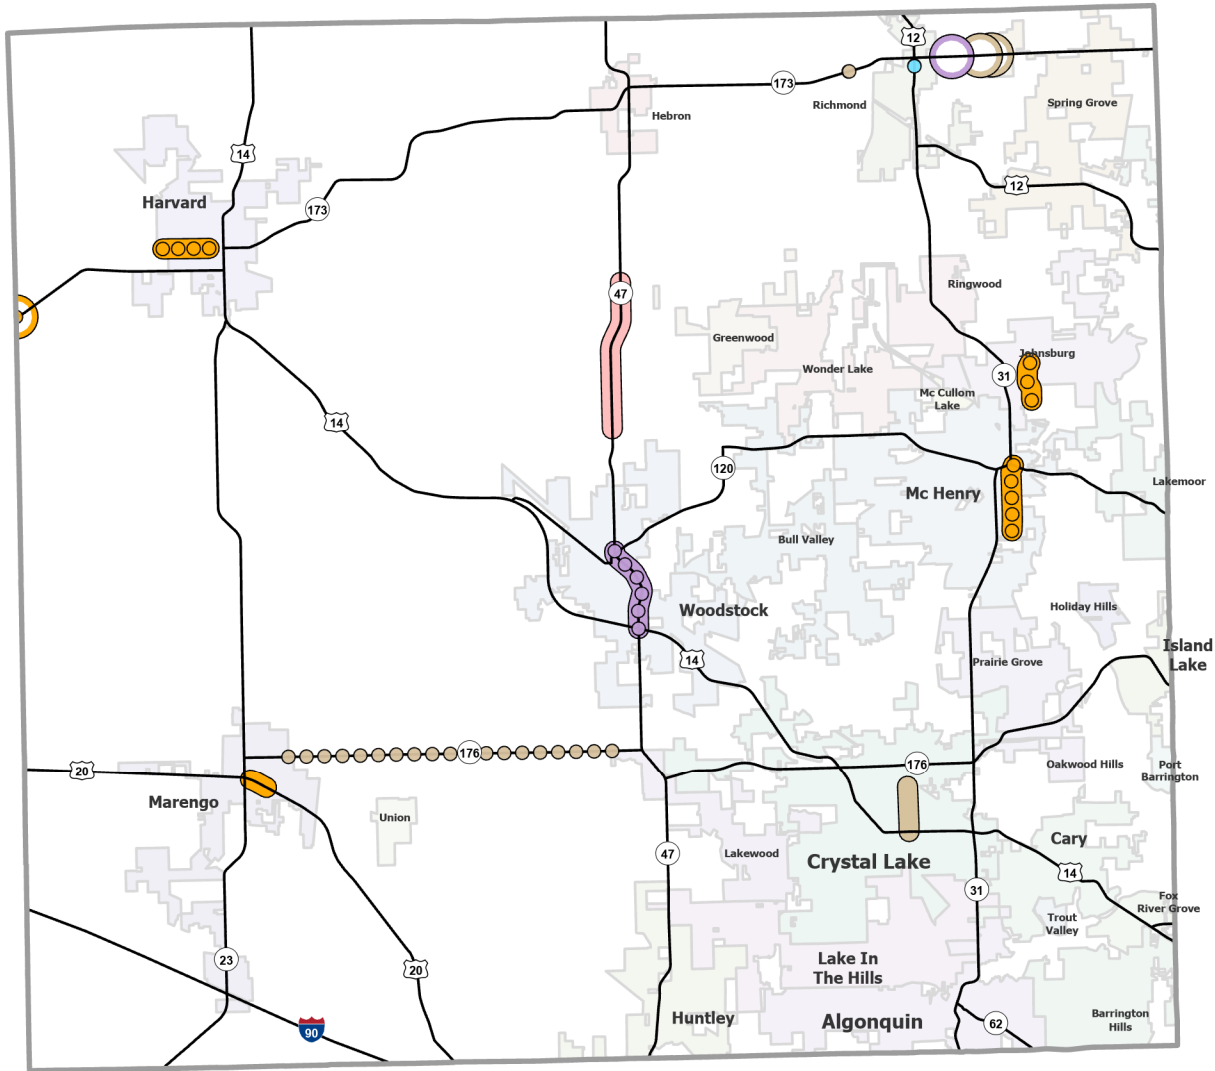 12
173
Richmond
Spring Grove
Hebron
14
12
Harvard
173
47
Ringwood
Greenwood
Johnsburg
Wonder Lake
31
Mc Cullom
Lake
14
120
Mc Henry
Lakemoor
Bull Valley
Woodstock
Holiday Hills
14
Prairie Grove
Island
Lake
176
176
20
Oakwood Hills
Port
Barrington
Marengo
Union
47
Lakewood
Crystal Lake
Cary
14
31
Fox
River Grove
Trout
Valley
23
20
Lake In
The Hills
90
Huntley
Algonquin
62
Barrington
Hills